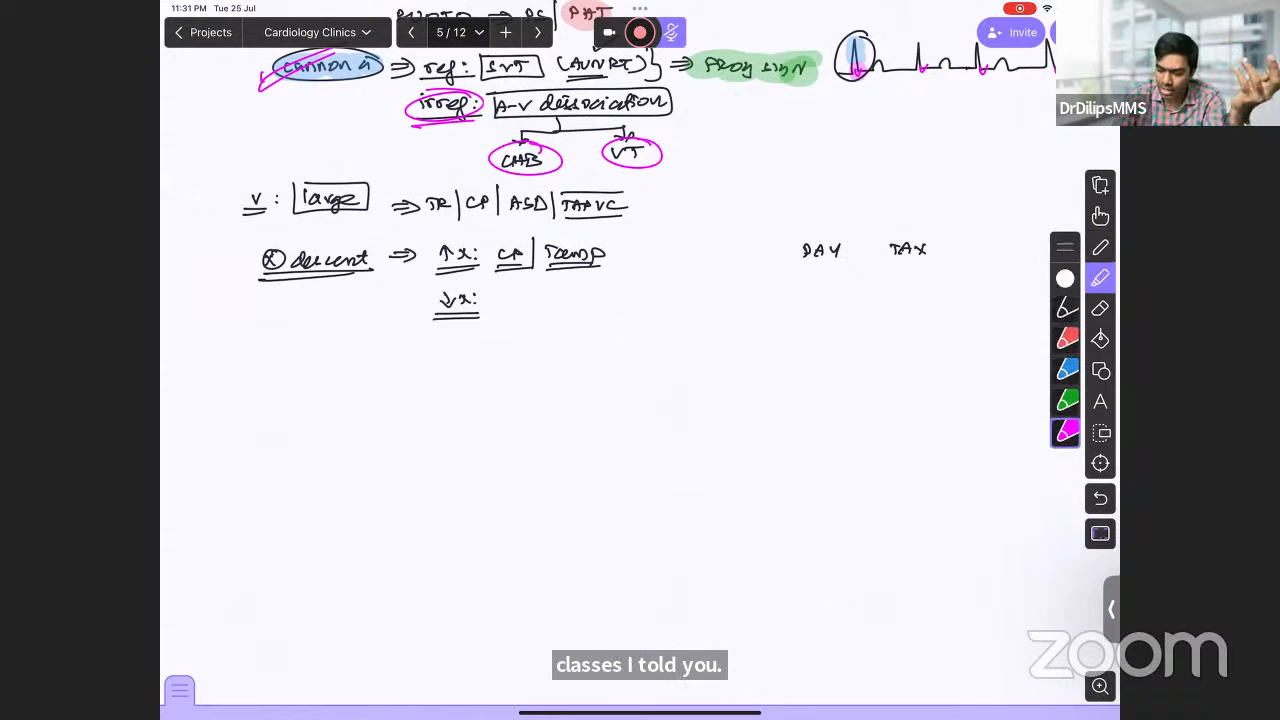 11:31 PM Tue 25 Jul
PAT
Projects Cardiology Clinics 5 / 12 Invite
cannon a ⇒ reg: SVT (AVNRT) } ⇒ FROG SIGN
irreg: A-V dissociation
CHB VT
DrDilipsMMS
v : large ⇒ TR | CP | ASD | TAPVC
x descent ⇒ ↑x: CP | Tamp
↓x:
DAY TAX
classes I told you.
zoom